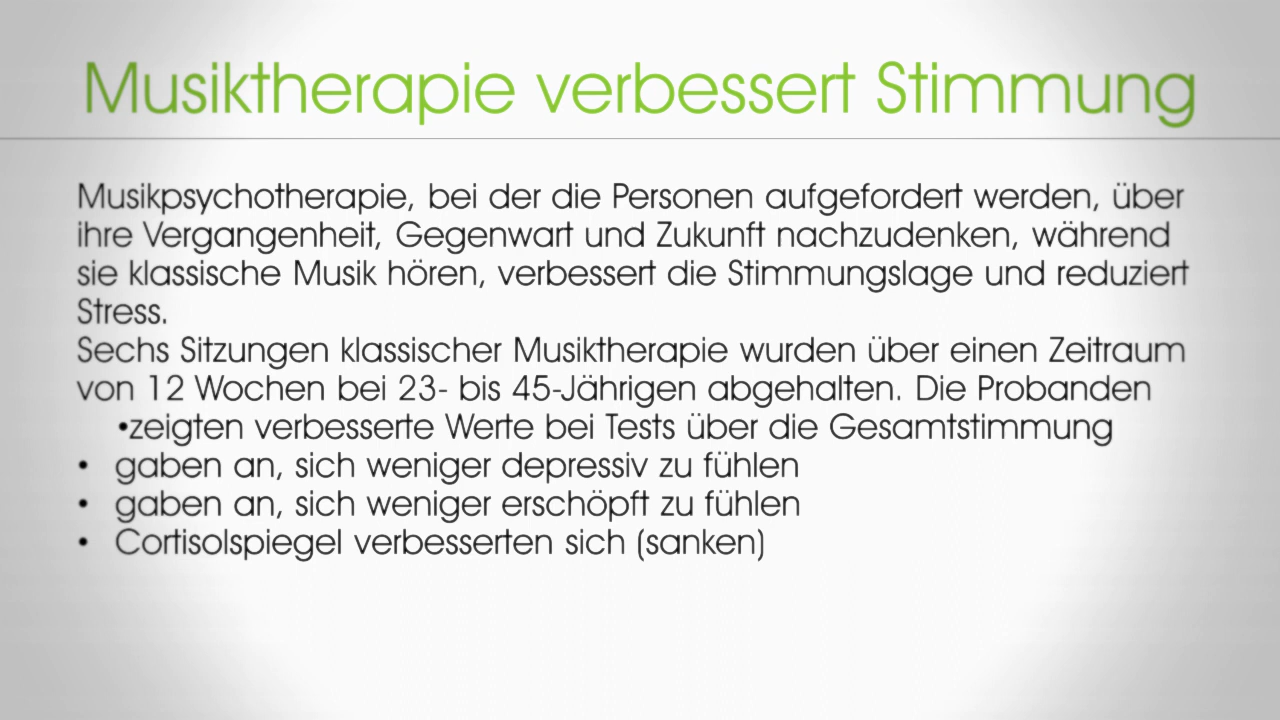 Musiktherapie verbessert Stimmung
Musikpsychotherapie, bei der die Personen aufgefordert werden, über
ihre Vergangenheit, Gegenwart und Zukunft nachzudenken, während
sie klassische Musik hören, verbessert die Stimmungslage und reduziert
Stress.
Sechs Sitzungen klassischer Musiktherapie wurden über einen Zeitraum
von 12 Wochen bei 23- bis 45-Jährigen abgehalten. Die Probanden
•zeigten verbesserte Werte bei Tests über die Gesamtstimmung
• gaben an, sich weniger depressiv zu fühlen
• gaben an, sich weniger erschöpft zu fühlen
• Cortisolspiegel verbesserten sich (sanken)